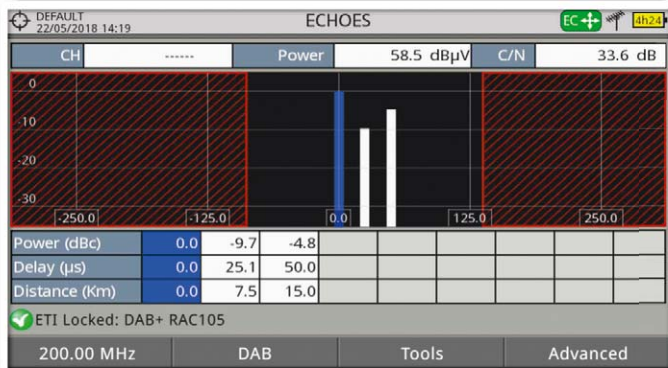 DEFAULT
22/05/2018 14:19
ECHOES
EC
4h24
CH ------ Power 58.5 dBµV C/N 33.6 dB
0
-10
-20
-30
-250.0 -125.0 0.0 125.0 250.0
Power (dBc) 0.0 -9.7 -4.8
Delay (µs) 0.0 25.1 50.0
Distance (Km) 0.0 7.5 15.0
ETI Locked: DAB+ RAC105
200.00 MHz DAB Tools Advanced